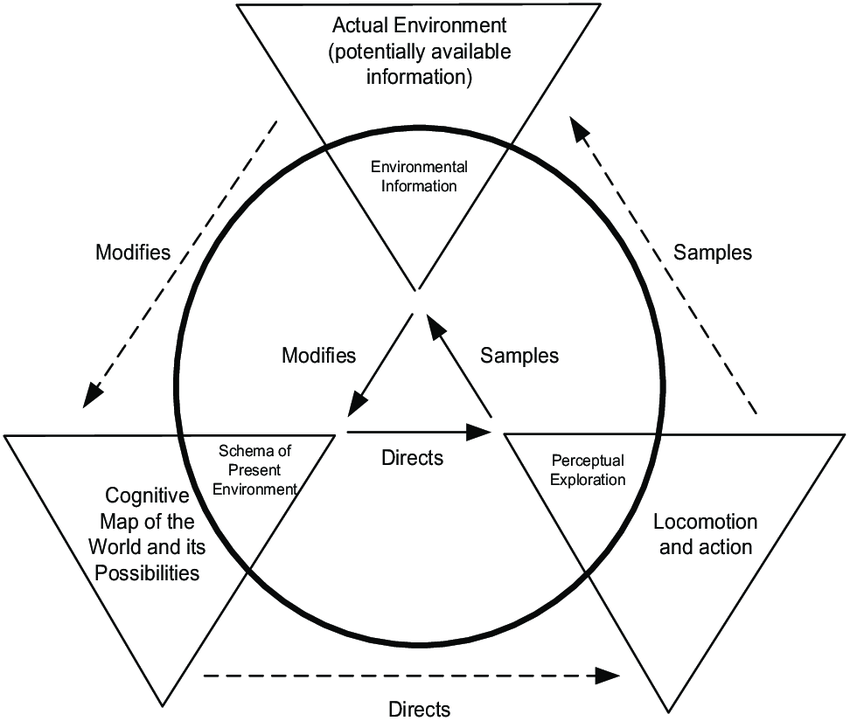 Actual Environment
(potentially available
information)
Environmental
Information
Modifies
Samples
Modifies
Samples
Directs
Schema of
Present
Environment
Cognitive
Map of the
World and its
Possibilities
Perceptual
Exploration
Locomotion
and action
Directs